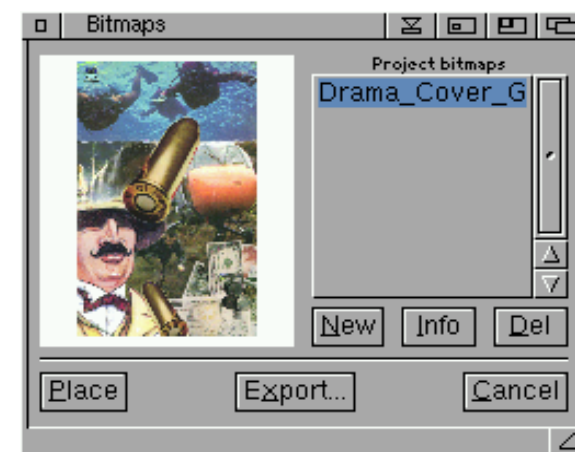 Bitmaps
Project bitmaps
Drama_Cover_G
New Info Del
Place Export... Cancel